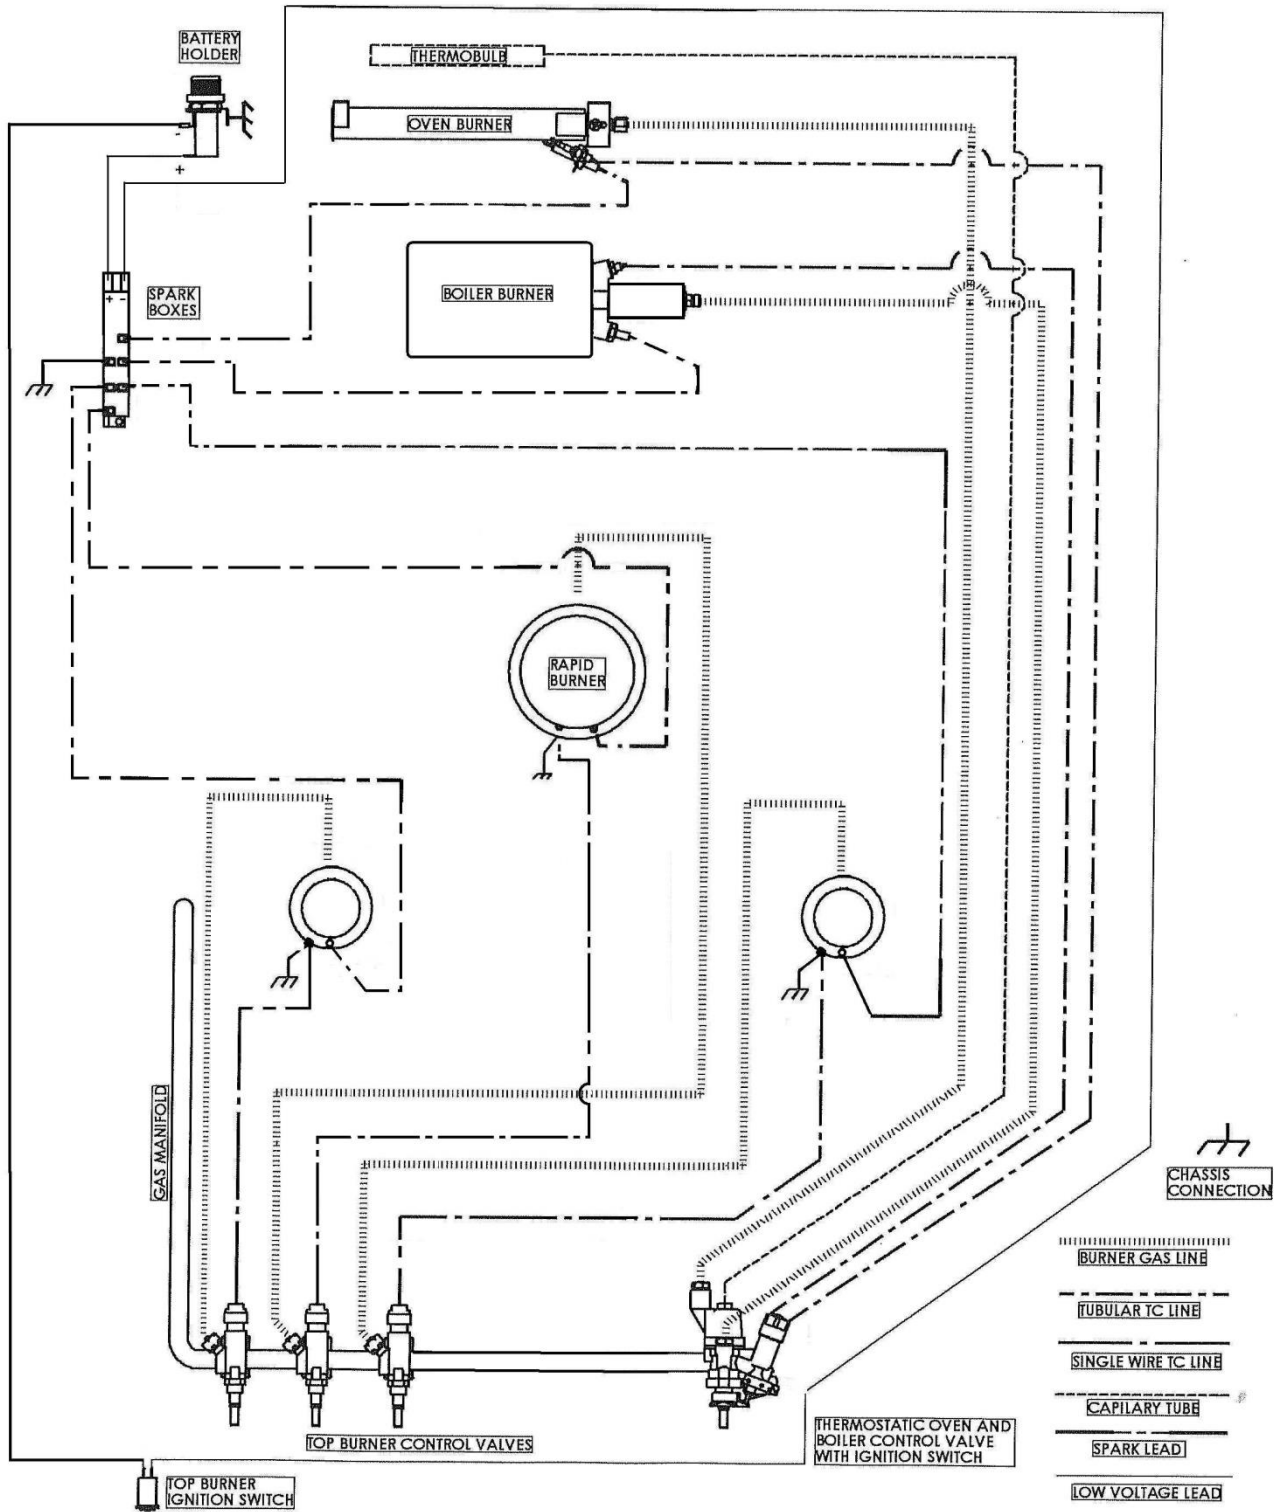 BATTERY
HOLDER
THERMOBULB
OVEN BURNER
-
+
BOILER BURNER
SPARK
BOXES
+ -
RAPID
BURNER
GAS MANIFOLD
CHASSIS
CONNECTION
BURNER GAS LINE
TUBULAR TC LINE
SINGLE WIRE TC LINE
CAPILARY TUBE
SPARK LEAD
LOW VOLTAGE LEAD
TOP BURNER CONTROL VALVES
THERMOSTATIC OVEN AND
BOILER CONTROL VALVE
WITH IGNITION SWITCH
TOP BURNER
IGNITION SWITCH